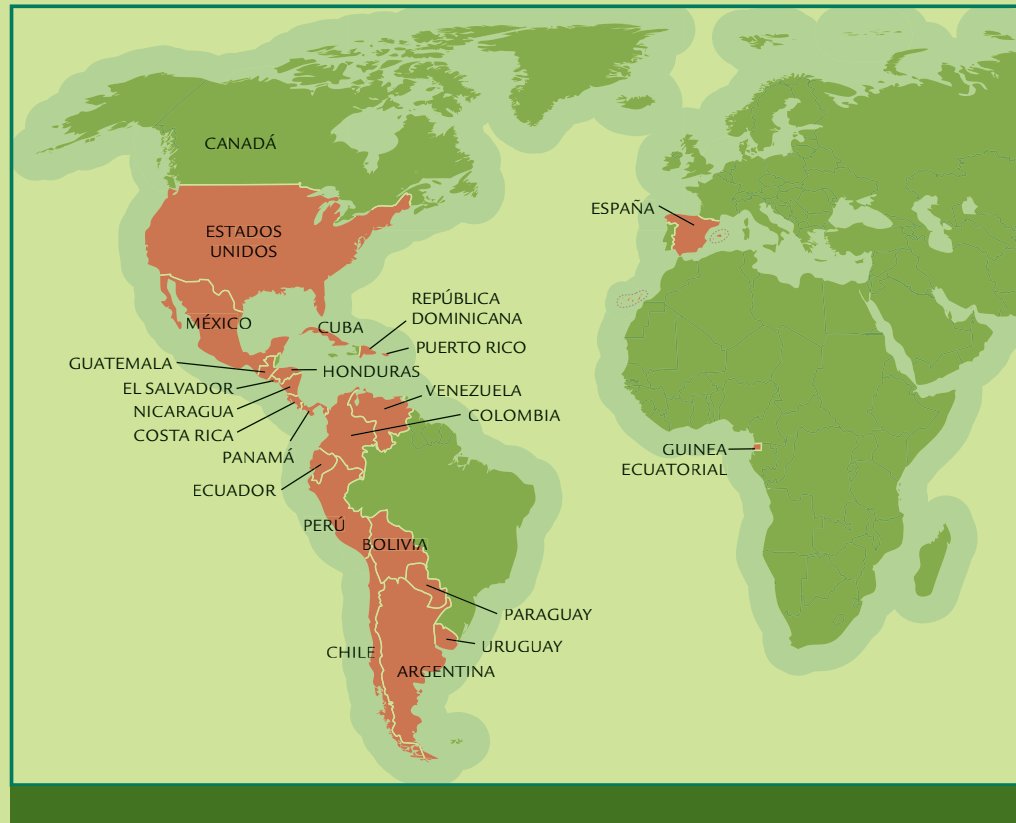 CANADÁ
ESTADOS
UNIDOS
ESPAÑA
REPÚBLICA
DOMINICANA
MÉXICO
CUBA
PUERTO RICO
GUATEMALA
HONDURAS
EL SALVADOR
VENEZUELA
NICARAGUA
COLOMBIA
COSTA RICA
PANAMÁ
GUINEA
ECUATORIAL
ECUADOR
PERÚ
BOLIVIA
PARAGUAY
URUGUAY
CHILE
ARGENTINA